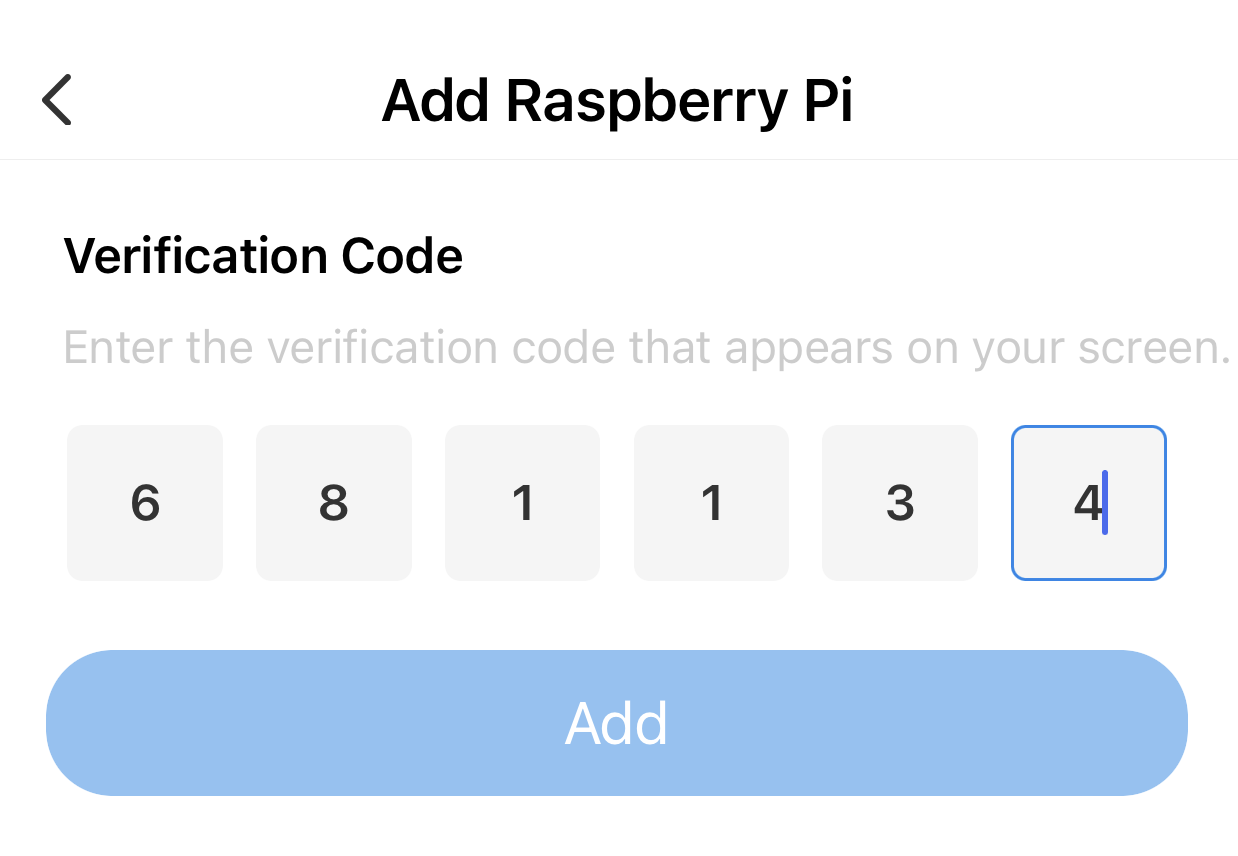 Add Raspberry Pi
Verification Code
Enter the verification code that appears on your screen.
6 8 1 1 3 4
Add